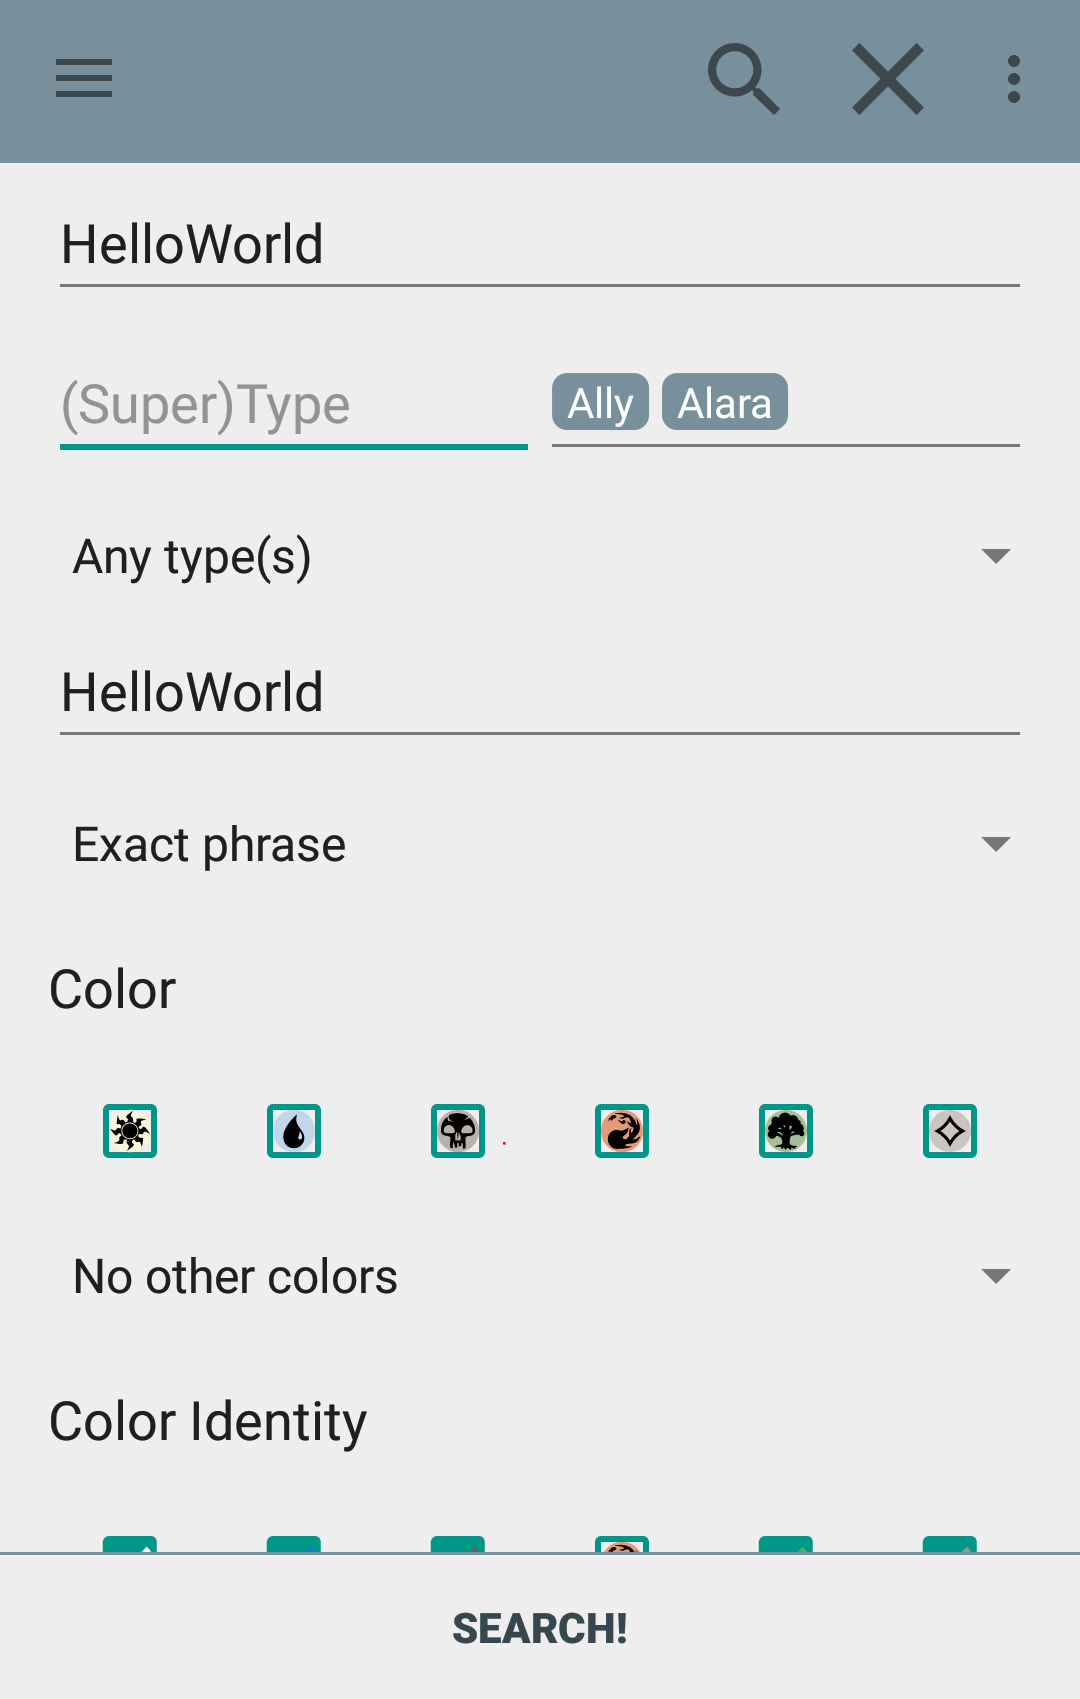 HelloWorld
(Super)Type Ally Alara
Any type(s)
HelloWorld
Exact phrase
Color
No other colors
Color Identity
SEARCH!